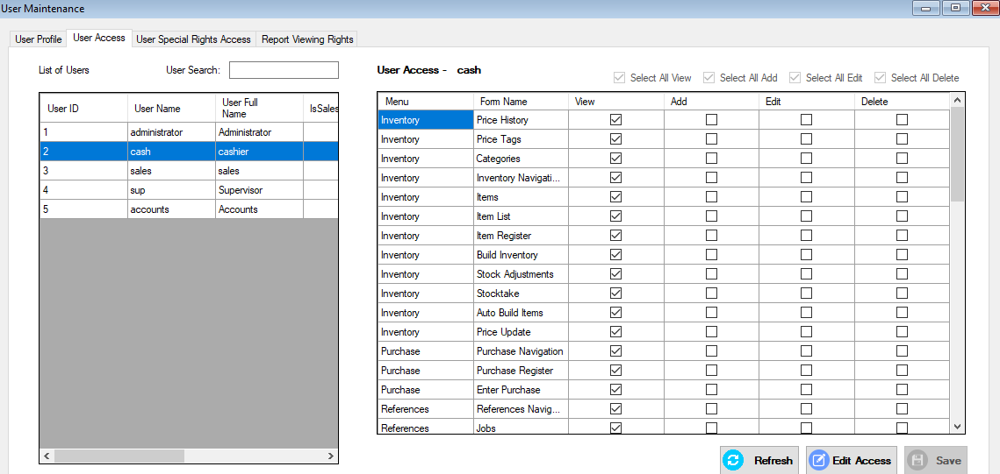 User Maintenance
User Profile User Access User Special Rights Access Report Viewing Rights
List of Users User Search:
User Access - cash
Select All View Select All Add Select All Edit Select All Delete
User ID User Name User Full Name IsSales
1 administrator Administrator
2 cash cashier
3 sales sales
4 sup Supervisor
5 accounts Accounts
Menu Form Name View Add Edit Delete
Inventory Price History
Inventory Price Tags
Inventory Categories
Inventory Inventory Navigati...
Inventory Items
Inventory Item List
Inventory Item Register
Inventory Build Inventory
Inventory Stock Adjustments
Inventory Stocktake
Inventory Auto Build Items
Inventory Price Update
Purchase Purchase Navigation
Purchase Purchase Register
Purchase Enter Purchase
References References Navig...
References Jobs
Refresh Edit Access Save